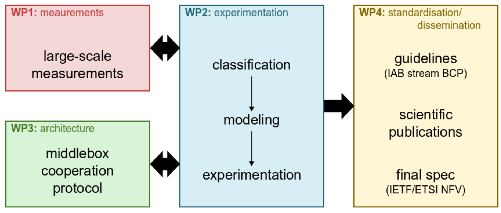 WP1: meaurements
large-scale
measurements
WP3: architecture
middlebox
cooperation
protocol
WP2: experimentation
classification
modeling
experimentation
WP4: standardisation/
dissemination
guidelines
(IAB stream BCP)
scientific
publications
final spec
(IETF/ETSI NFV)